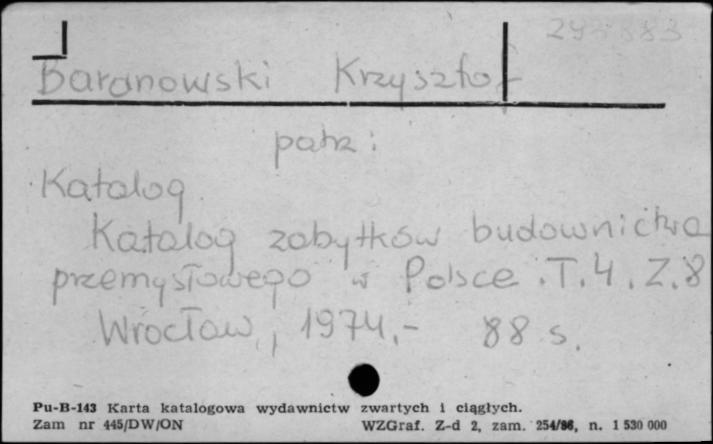 Baranowski Krzysztof
patrz:
Katalog
Katalog zabytków budownictwa
przemysłowego w Polsce. T.4. Z.8
Wrocław, 1974.- 88 s.
Pu-B-143 Karta katalogowa wydawnictw zwartych i ciągłych.
Zam nr 445/DW/ON WZGraf. Z-d 2, zam. 254/86, n. 1 530 000